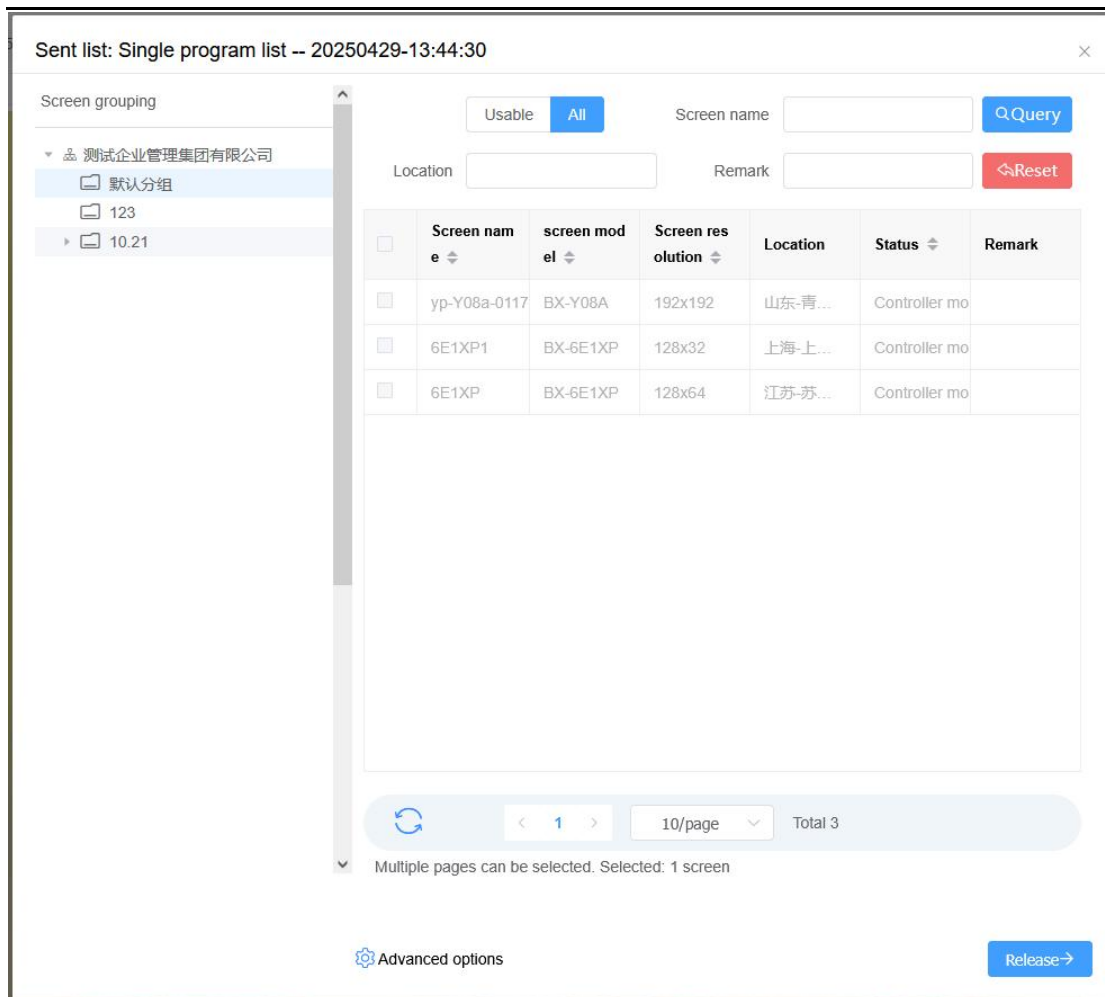 Sent list: Single program list -- 20250429-13:44:30
Screen grouping
测试企业管理集团有限公司
默认分组
123
10.21
Usable All Screen name Query
Location Remark Reset
Screen nam
e
screen mod
el
Screen res
olution
Location
Status
Remark
yp-Y08a-0117 BX-Y08A 192x192 山东-青... Controller mo
6E1XP1 BX-6E1XP 128x32 上海-上... Controller mo
6E1XP BX-6E1XP 128x64 江苏-苏... Controller mo
1 10/page Total 3
Multiple pages can be selected. Selected: 1 screen
Advanced options Release